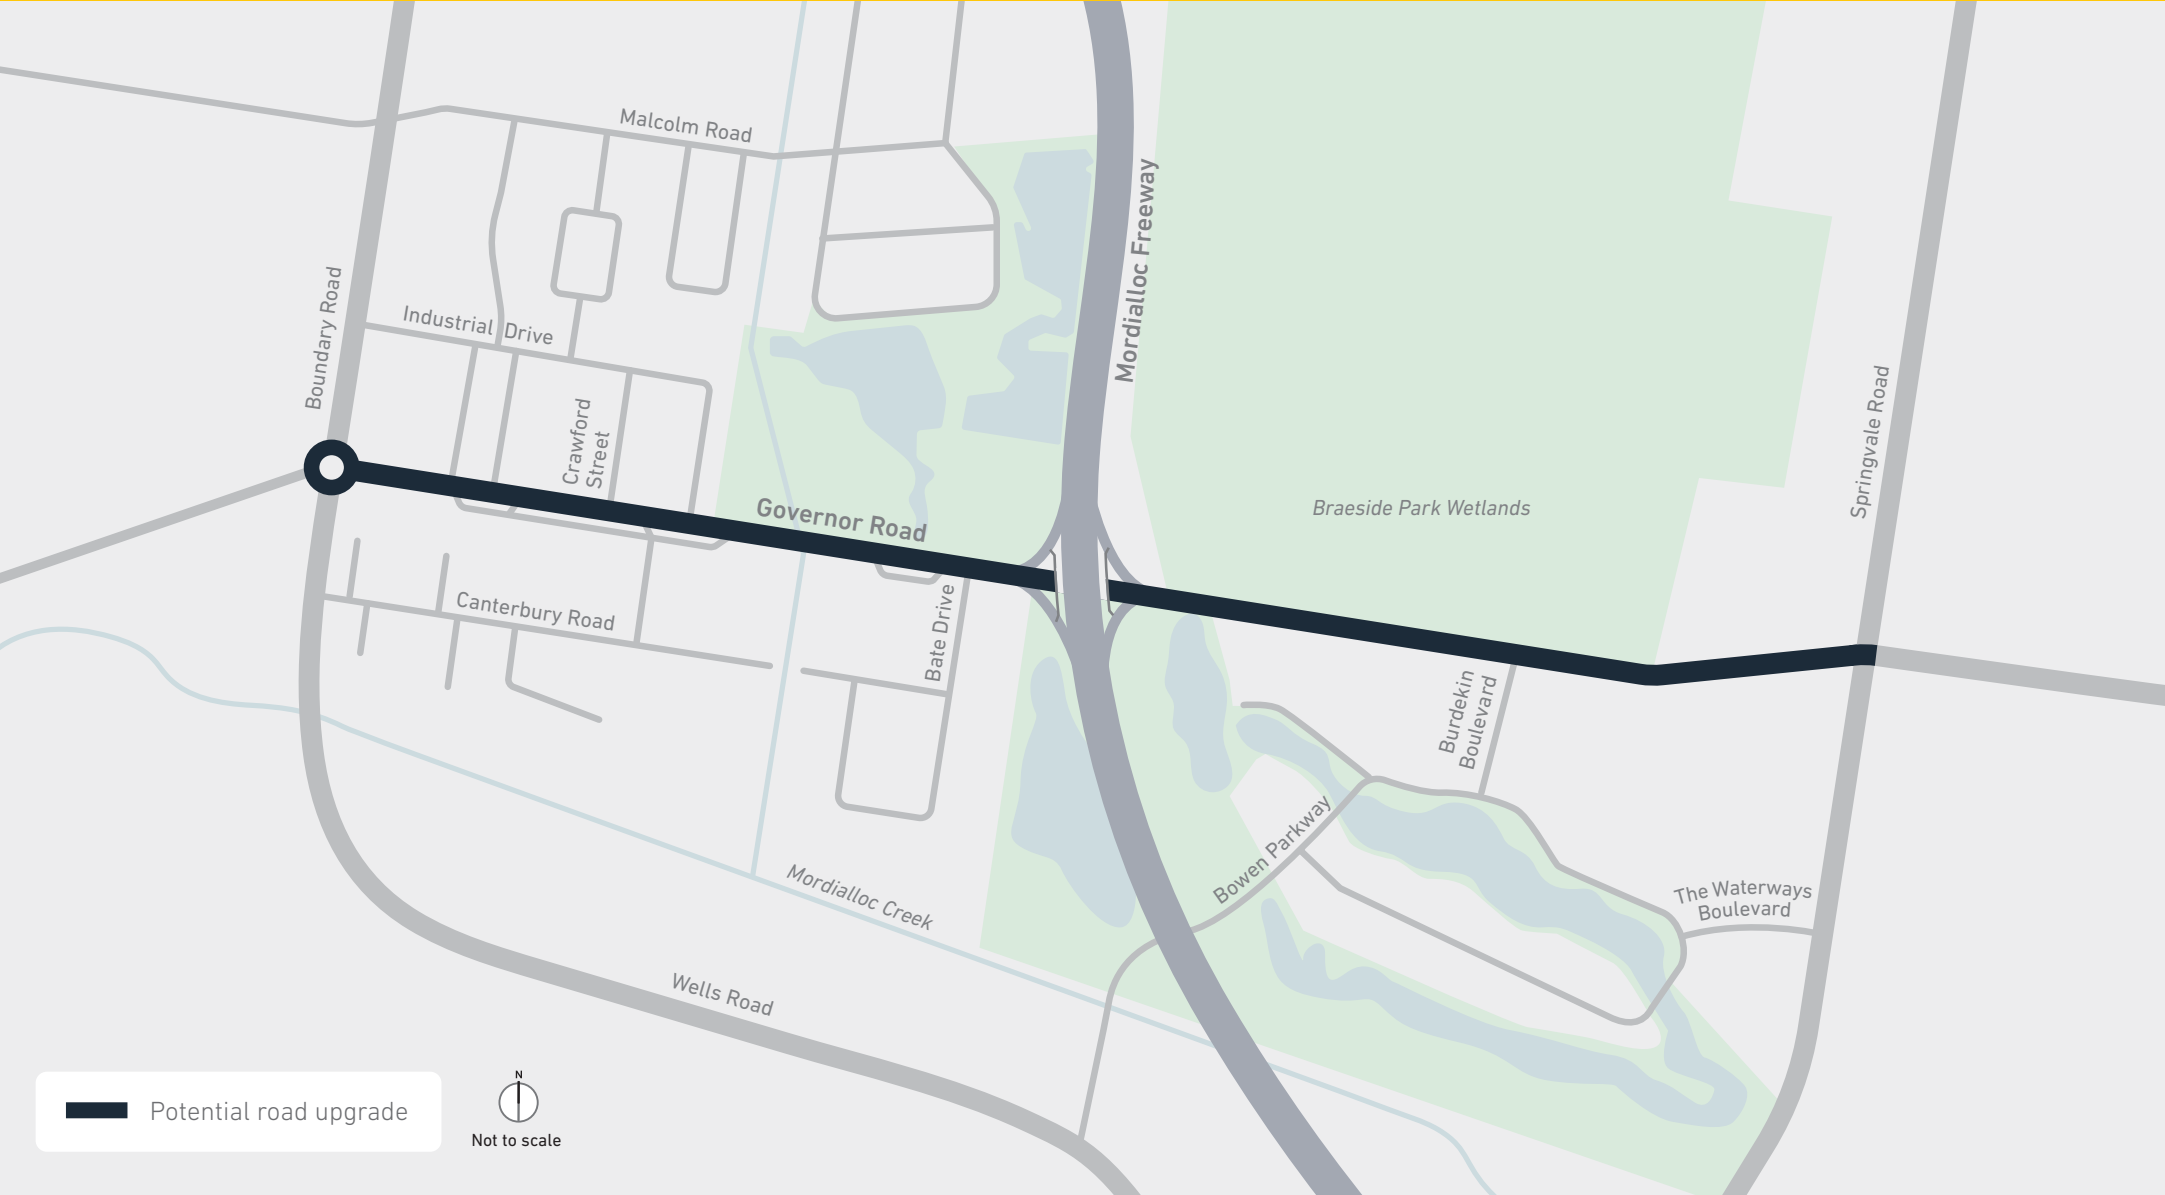 Malcolm Road
Mordialloc Freeway
Boundary Road
Industrial Drive
Crawford
Street
Springvale Road
Governor Road
Braeside Park Wetlands
Canterbury Road
Bate Drive
Burdekin
Boulevard
Bowen Parkway
Mordialloc Creek
The Waterways
Boulevard
Wells Road
Potential road upgrade
N
Not to scale